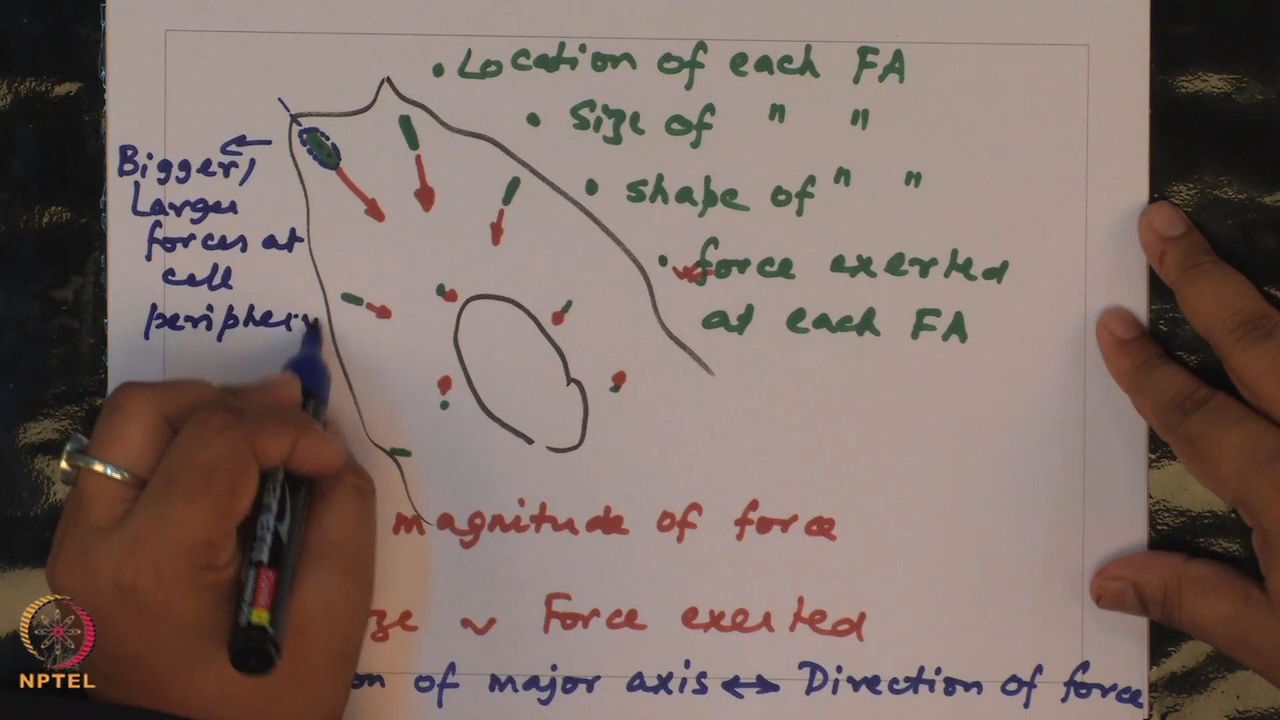 • Location of each FA
• Size of " "
• shape of " "
• force exerted
at each FA
Bigger,
Larger
forces at
cell
periphery
magnitude of force
ze ~ Force exerted
on of major axis ↔ Direction of force
NPTEL